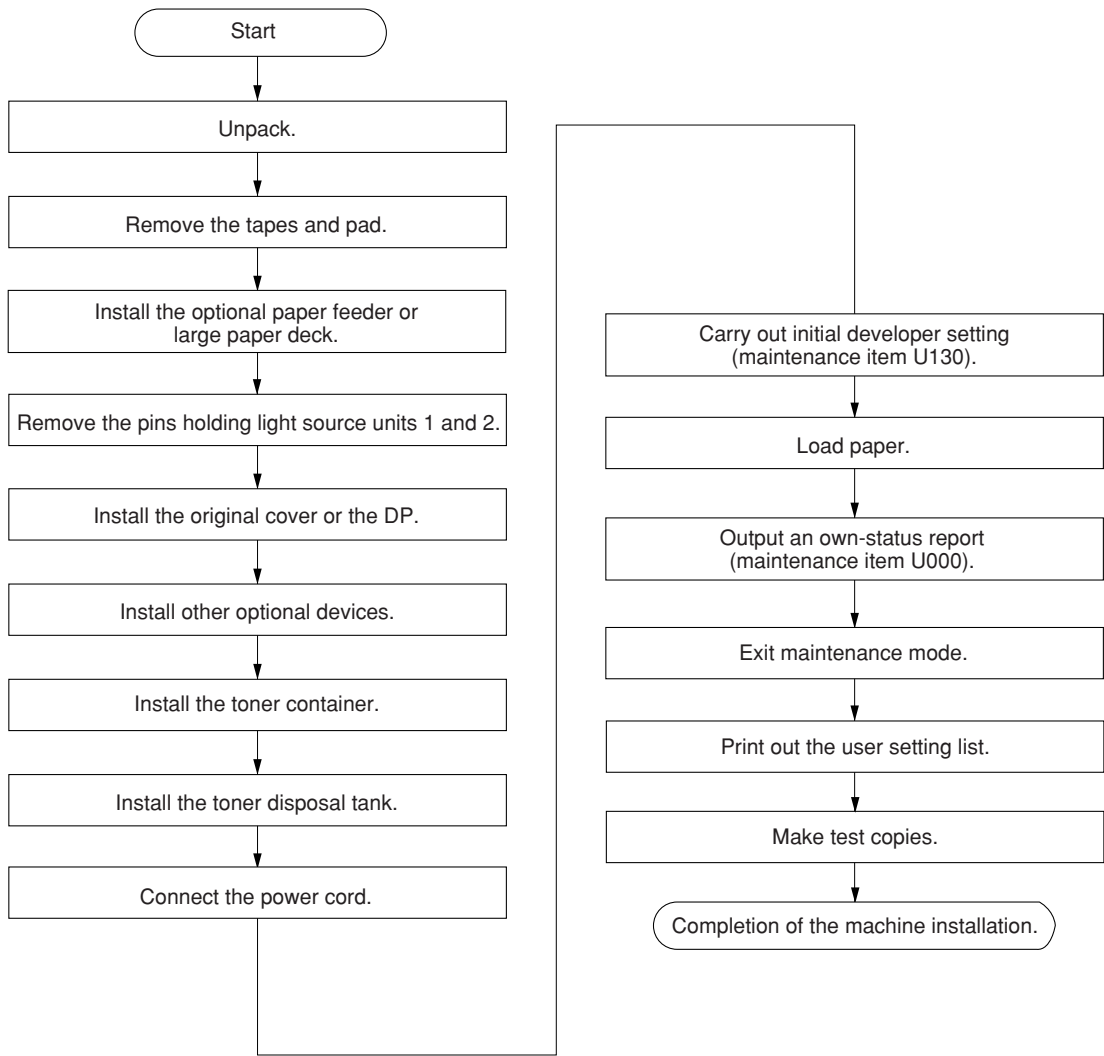 Start
Unpack.
Remove the tapes and pad.
Install the optional paper feeder or
large paper deck.
Remove the pins holding light source units 1 and 2.
Install the original cover or the DP.
Install other optional devices.
Install the toner container.
Install the toner disposal tank.
Connect the power cord.
Carry out initial developer setting
(maintenance item U130).
Load paper.
Output an own-status report
(maintenance item U000).
Exit maintenance mode.
Print out the user setting list.
Make test copies.
Completion of the machine installation.